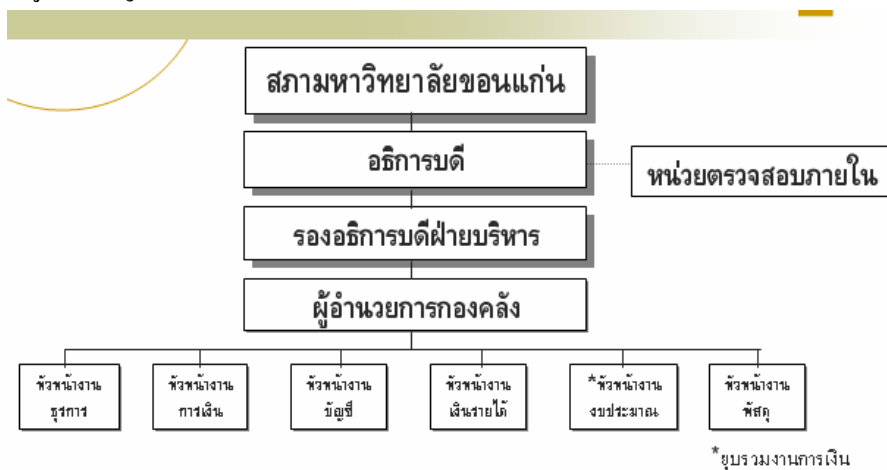 สภามหาวิทยาลัยขอนแก่น
อธิการบดี
หน่วยตรวจสอบภายใน
รองอธิการบดีฝ่ายบริหาร
ผู้อำนวยการกองคลัง
หัวหน้างาน
ธุรการ
หัวหน้างาน
การเงิน
หัวหน้างาน
บัญชี
หัวหน้างาน
เงินรายได้
*หัวหน้างาน
งบประมาณ
หัวหน้างาน
พัสดุ
*ยุบรวมงานการเงิน